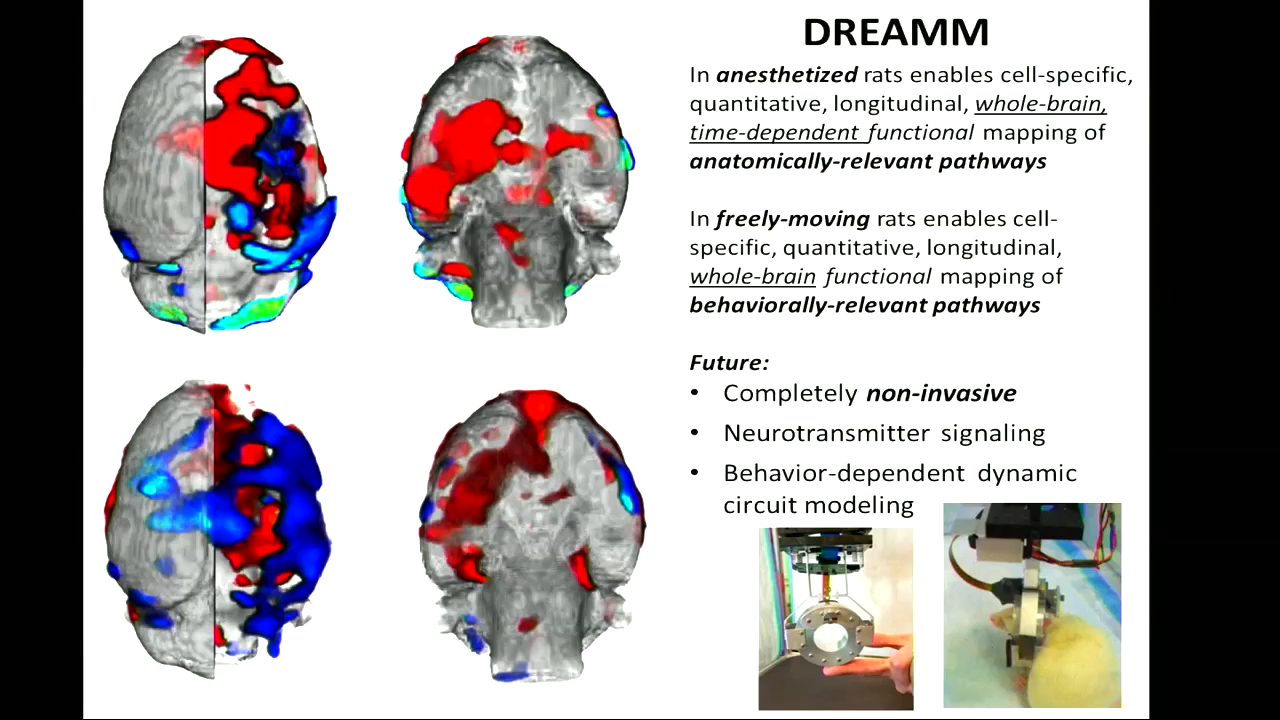 DREAMM
In anesthetized rats enables cell-specific,
quantitative, longitudinal, whole-brain,
time-dependent functional mapping of
anatomically-relevant pathways
In freely-moving rats enables cell-
specific, quantitative, longitudinal,
whole-brain functional mapping of
behaviorally-relevant pathways
Future:
• Completely non-invasive
• Neurotransmitter signaling
• Behavior-dependent dynamic
circuit modeling